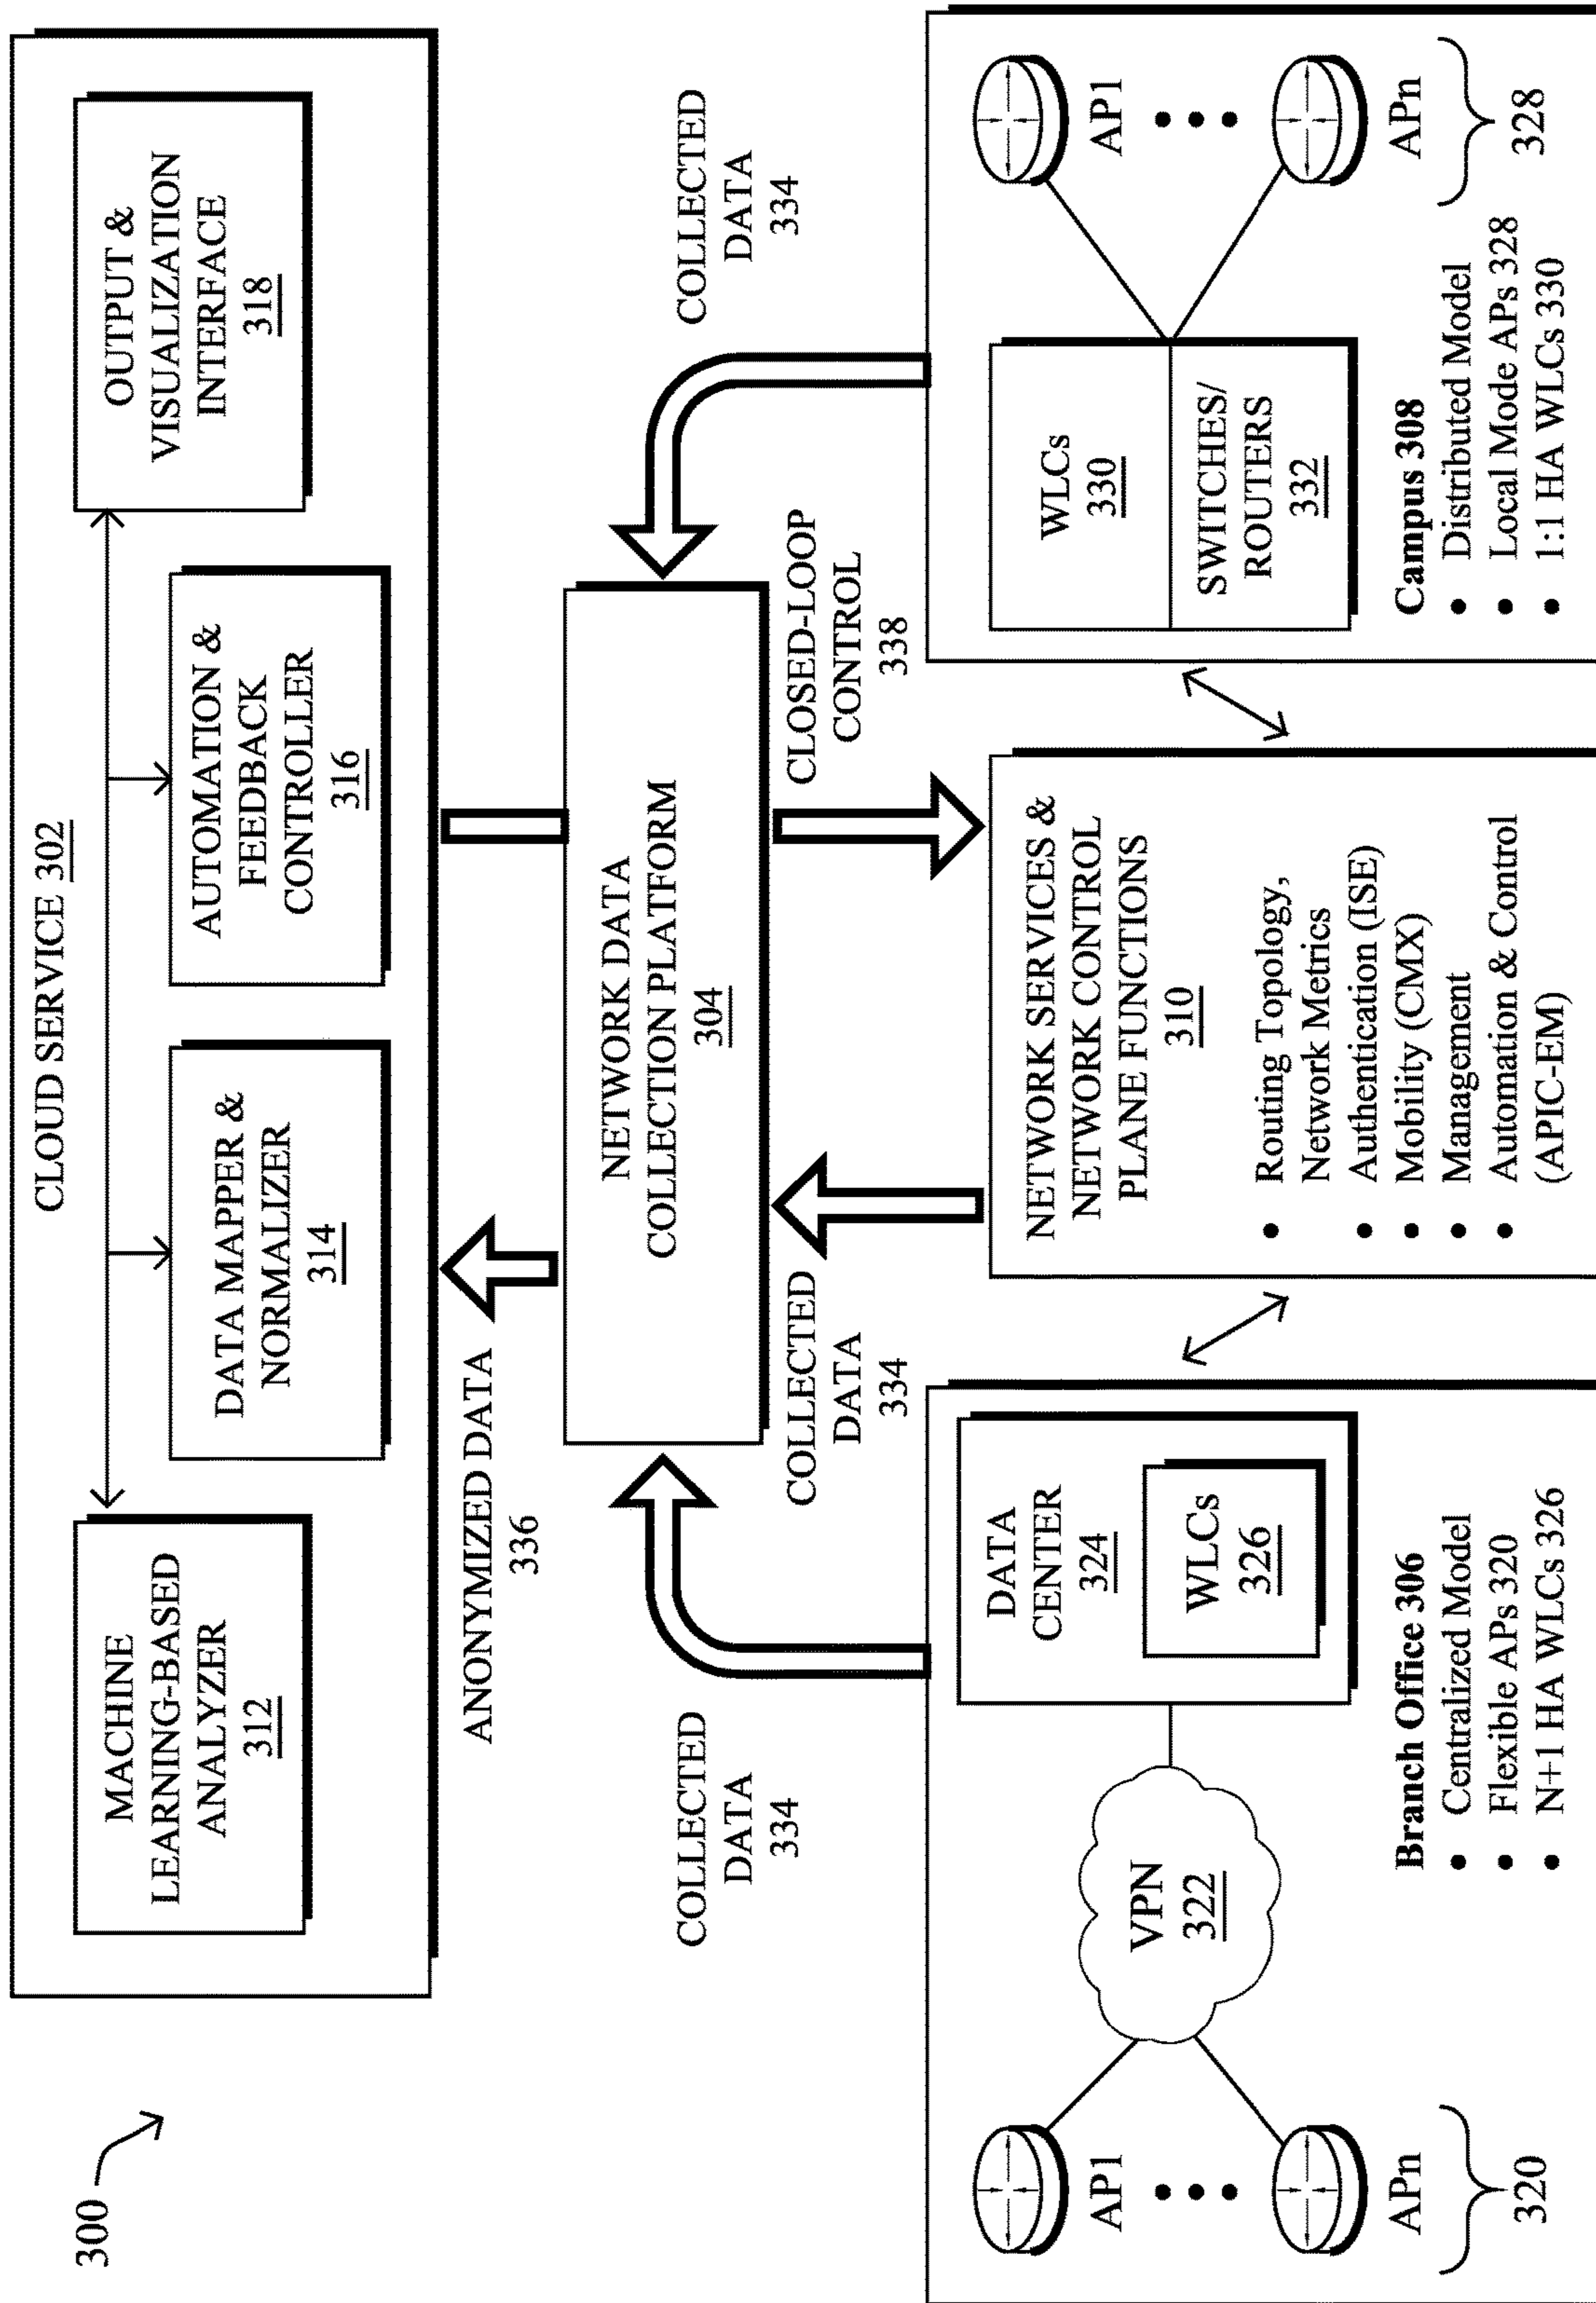 300
CLOUD SERVICE 302
MACHINE
LEARNING-BASED
ANALYZER
312
DATA MAPPER &
NORMALIZER
314
AUTOMATION &
FEEDBACK
CONTROLLER
316
OUTPUT &
VISUALIZATION
INTERFACE
318
ANONYMIZED DATA
336
COLLECTED
DATA
334
NETWORK DATA
COLLECTION PLATFORM
304
COLLECTED
DATA
334
COLLECTED
DATA
334
CLOSED-LOOP
CONTROL
338
AP1
APn
320
VPN
322
DATA
CENTER
324
WLCs
326
Branch Office 306
• Centralized Model
• Flexible APs 320
• N+1 HA WLCs 326
NETWORK SERVICES &
NETWORK CONTROL
PLANE FUNCTIONS
310
• Routing Topology,
Network Metrics
• Authentication (ISE)
• Mobility (CMX)
• Management
• Automation & Control
(APIC-EM)
WLCs
330
SWITCHES/
ROUTERS
332
AP1
APn
328
Campus 308
• Distributed Model
• Local Mode APs 328
• 1:1 HA WLCs 330